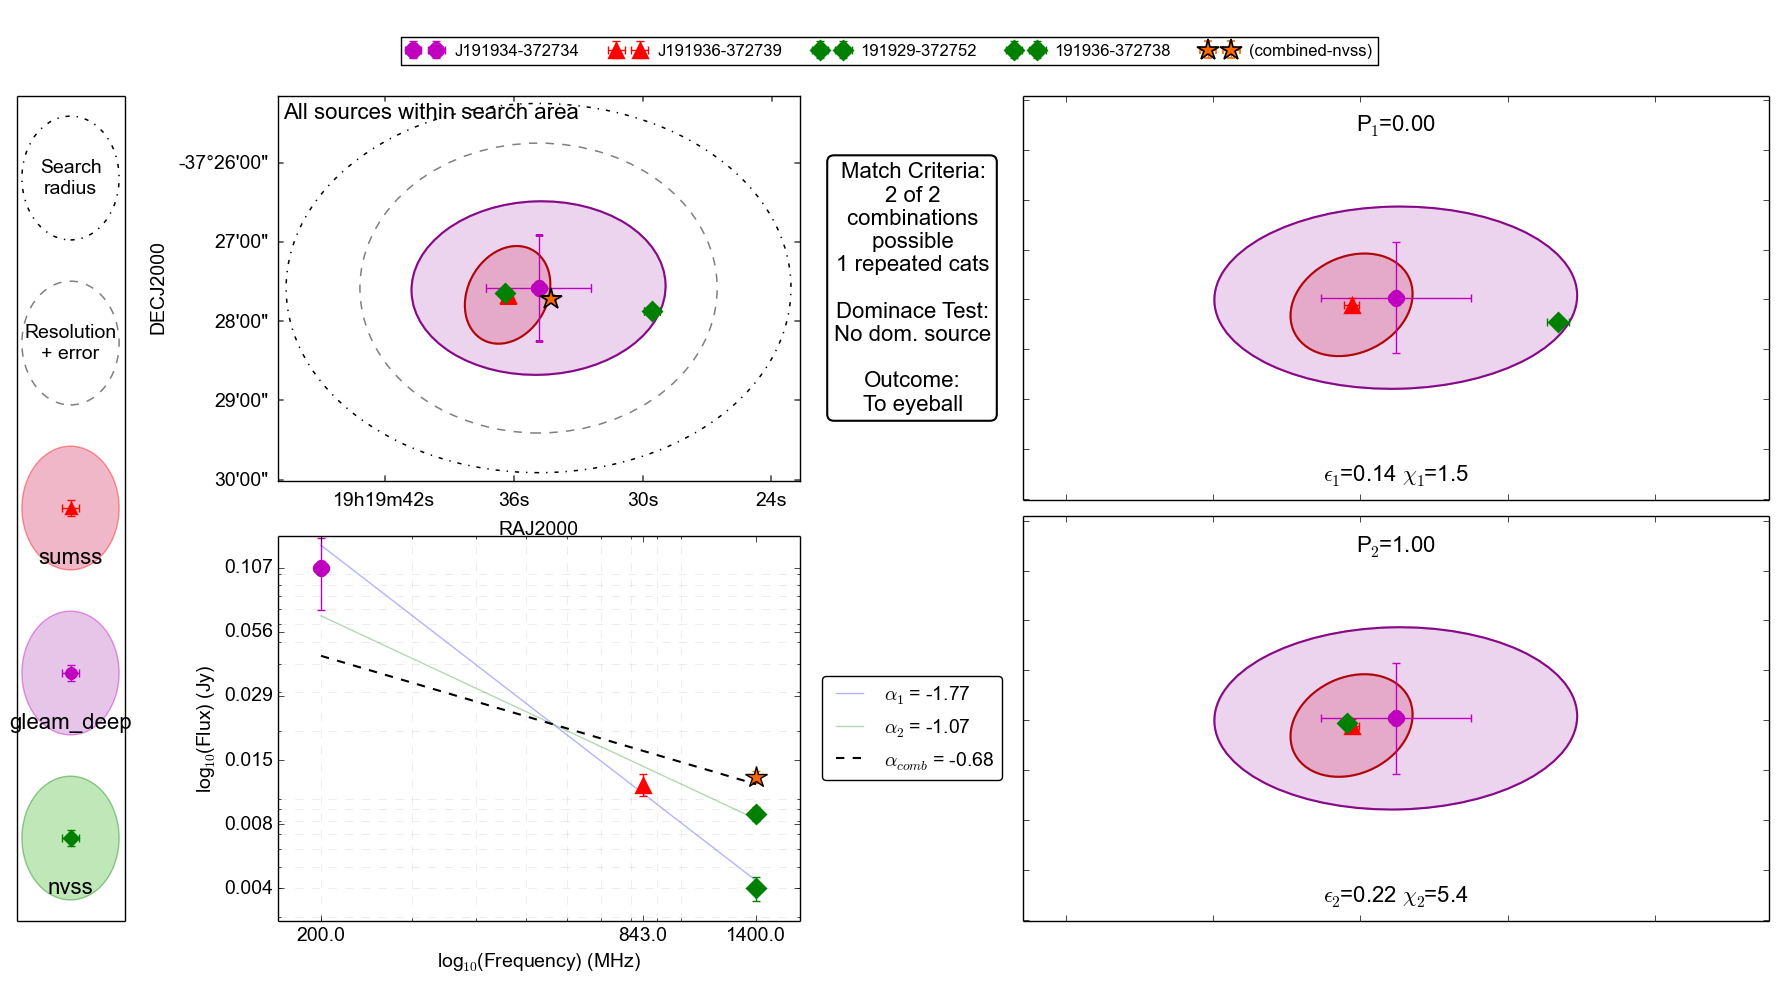 J191934-372734 J191936-372739 191929-372752 191936-372738 (combined-nvss)
Search
radius
Resolution
+ error
sumss
gleam_deep
nvss
All sources within search area
DECJ2000
-37°26'00"
27'00"
28'00"
29'00"
30'00"
19h19m42s 36s 30s 24s
RAJ2000
Match Criteria:
2 of 2
combinations
possible
1 repeated cats
Dominace Test:
No dom. source
Outcome:
To eyeball
P1=0.00
ϵ1=0.14 χ1=1.5
P2=1.00
ϵ2=0.22 χ2=5.4
log10(Flux) (Jy)
0.107
0.056
0.029
0.015
0.008
0.004
200.0 843.0 1400.0
log10(Frequency) (MHz)
α1 = -1.77
α2 = -1.07
αcomb = -0.68